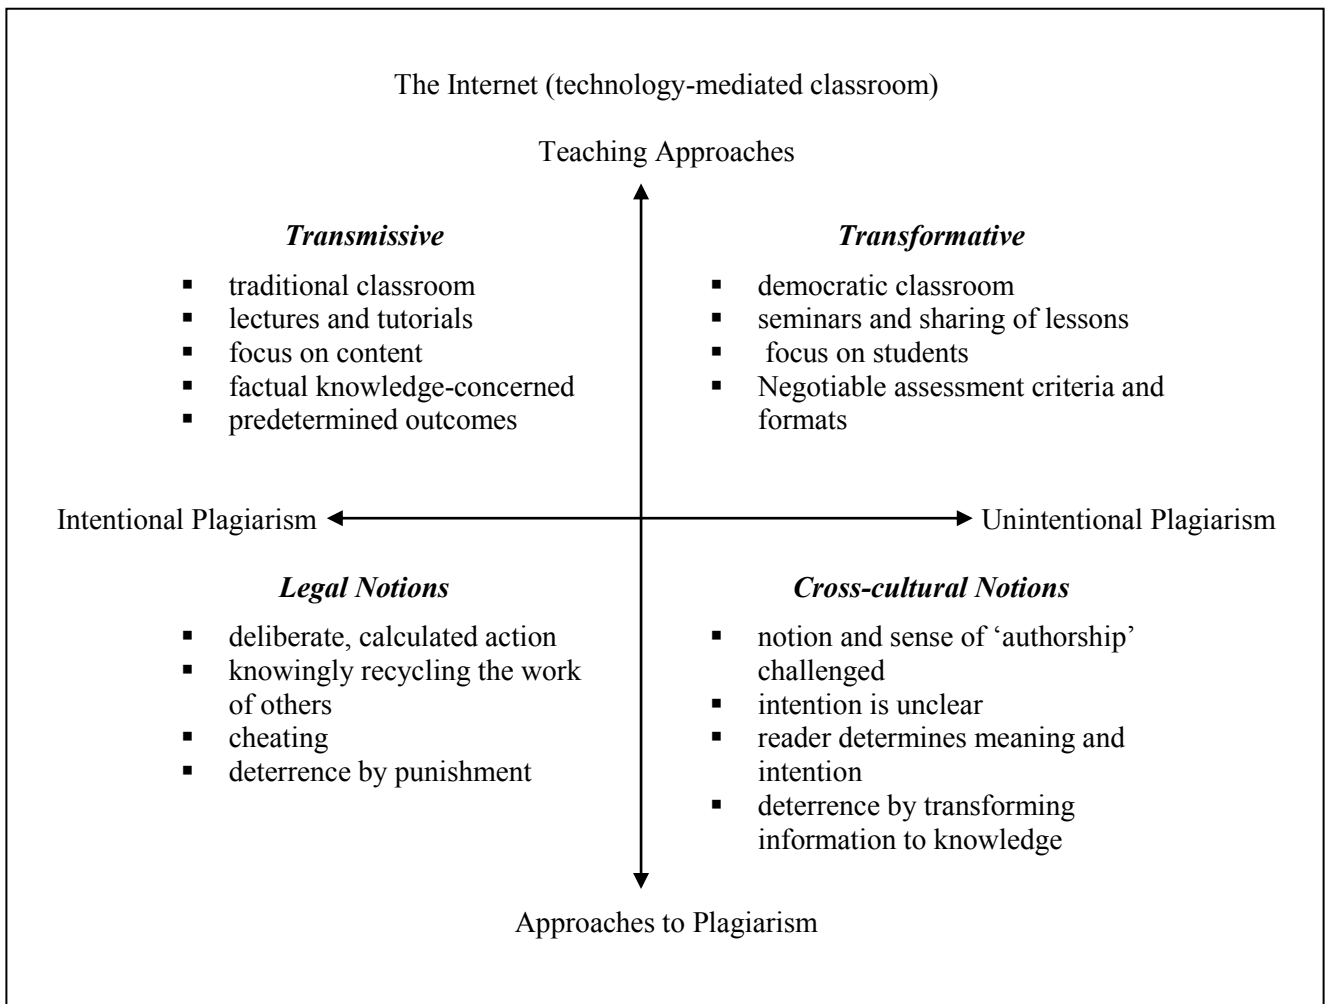 The Internet (technology-mediated classroom)
Teaching Approaches
Transmissive
▪ traditional classroom
▪ lectures and tutorials
▪ focus on content
▪ factual knowledge-concerned
▪ predetermined outcomes
Transformative
▪ democratic classroom
▪ seminars and sharing of lessons
▪ focus on students
▪ Negotiable assessment criteria and
formats
Intentional Plagiarism
Unintentional Plagiarism
Legal Notions
▪ deliberate, calculated action
▪ knowingly recycling the work
of others
▪ cheating
▪ deterrence by punishment
Cross-cultural Notions
▪ notion and sense of ‘authorship’
challenged
▪ intention is unclear
▪ reader determines meaning and
intention
▪ deterrence by transforming
information to knowledge
Approaches to Plagiarism